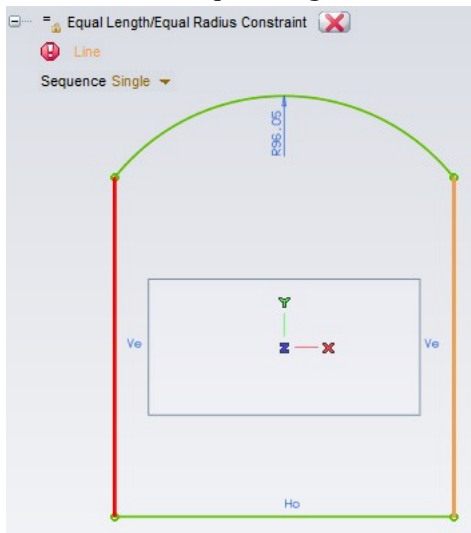 = Equal Length/Equal Radius Constraint
Line
Sequence Single
R96.05
Y
Ve
Z X
Ve
Ho